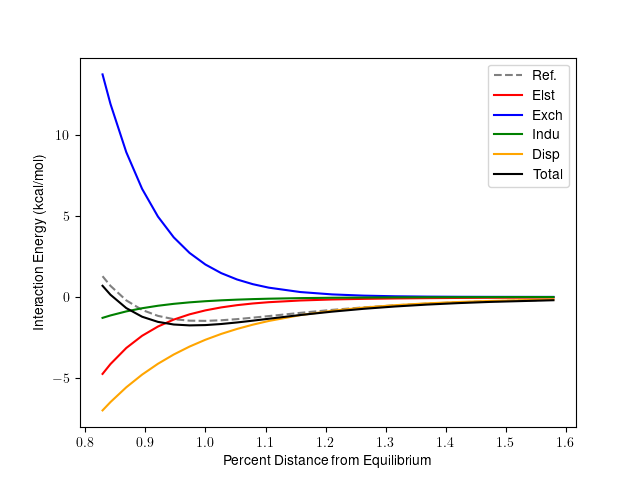 Ref.
Elst
Exch
Indu
Disp
Total
10
5
0
−5
0.8 0.9 1.0 1.1 1.2 1.3 1.4 1.5 1.6
Interaction Energy (kcal/mol)
Percent Distance from Equilibrium